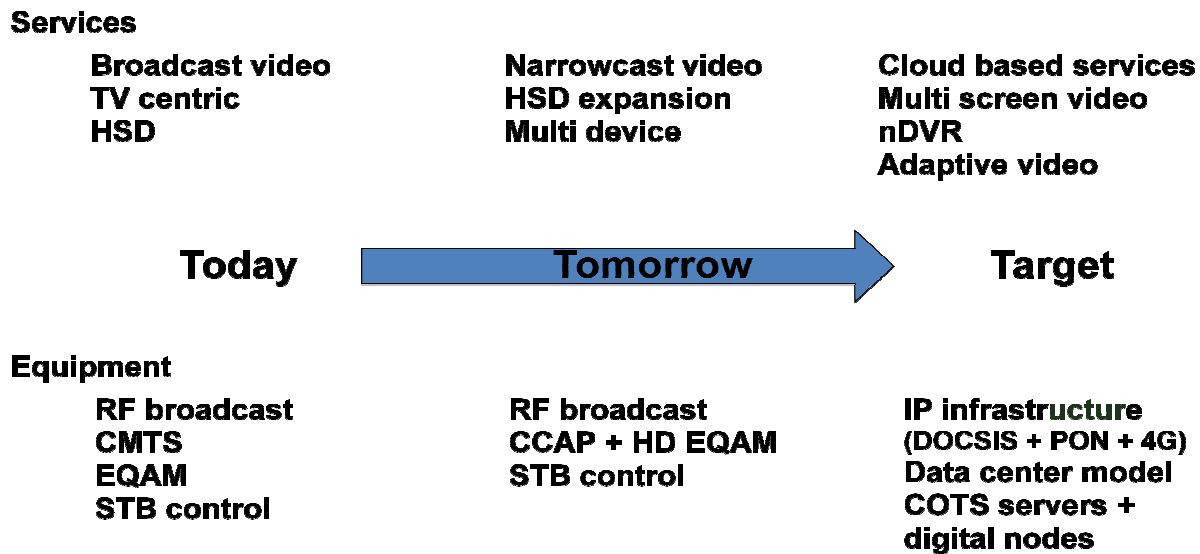 Services
Broadcast video
TV centric
HSD
Narrowcast video
HSD expansion
Multi device
Cloud based services
Multi screen video
nDVR
Adaptive video
Today
Tomorrow
Target
Equipment
RF broadcast
CMTS
EQAM
STB control
RF broadcast
CCAP + HD EQAM
STB control
IP infrastructure
(DOCSIS + PON + 4G)
Data center model
COTS servers +
digital nodes